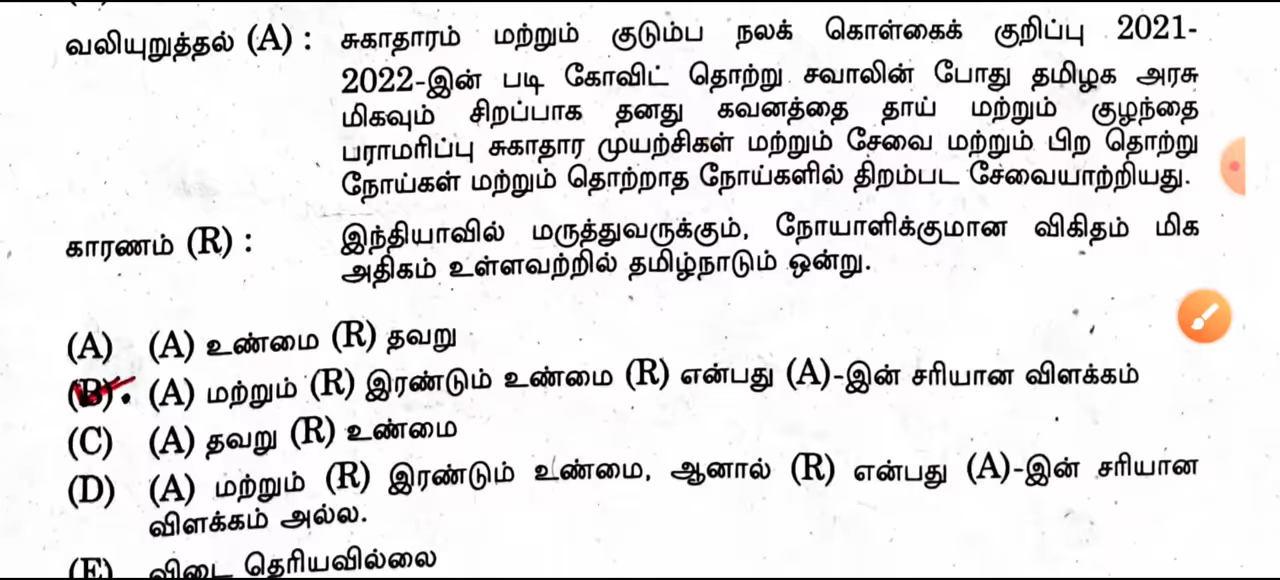 வலியுறுத்தல் (A) : சுகாதாரம் மற்றும் குடும்ப நலக் கொள்கைக் குறிப்பு 2021-
2022-இன் படி கோவிட் தொற்று சவாலின் போது தமிழக அரசு
மிகவும் சிறப்பாக தனது கவனத்தை தாய் மற்றும் குழந்தை
பராமரிப்பு சுகாதார முயற்சிகள் மற்றும் சேவை மற்றும் பிற தொற்று
நோய்கள் மற்றும் தொற்றாத நோய்களில் திறம்பட சேவையாற்றியது.
காரணம் (R) : இந்தியாவில் மருத்துவருக்கும், நோயாளிக்குமான விகிதம் மிக
அதிகம் உள்ளவற்றில் தமிழ்நாடும் ஒன்று.
(A) (A) உண்மை (R) தவறு
(B) (A) மற்றும் (R) இரண்டும் உண்மை (R) என்பது (A)-இன் சரியான விளக்கம்
(C) (A) தவறு (R) உண்மை
(D) (A) மற்றும் (R) இரண்டும் உண்மை, ஆனால் (R) என்பது (A)-இன் சரியான
விளக்கம் அல்ல.
(E) விடை தெரியவில்லை